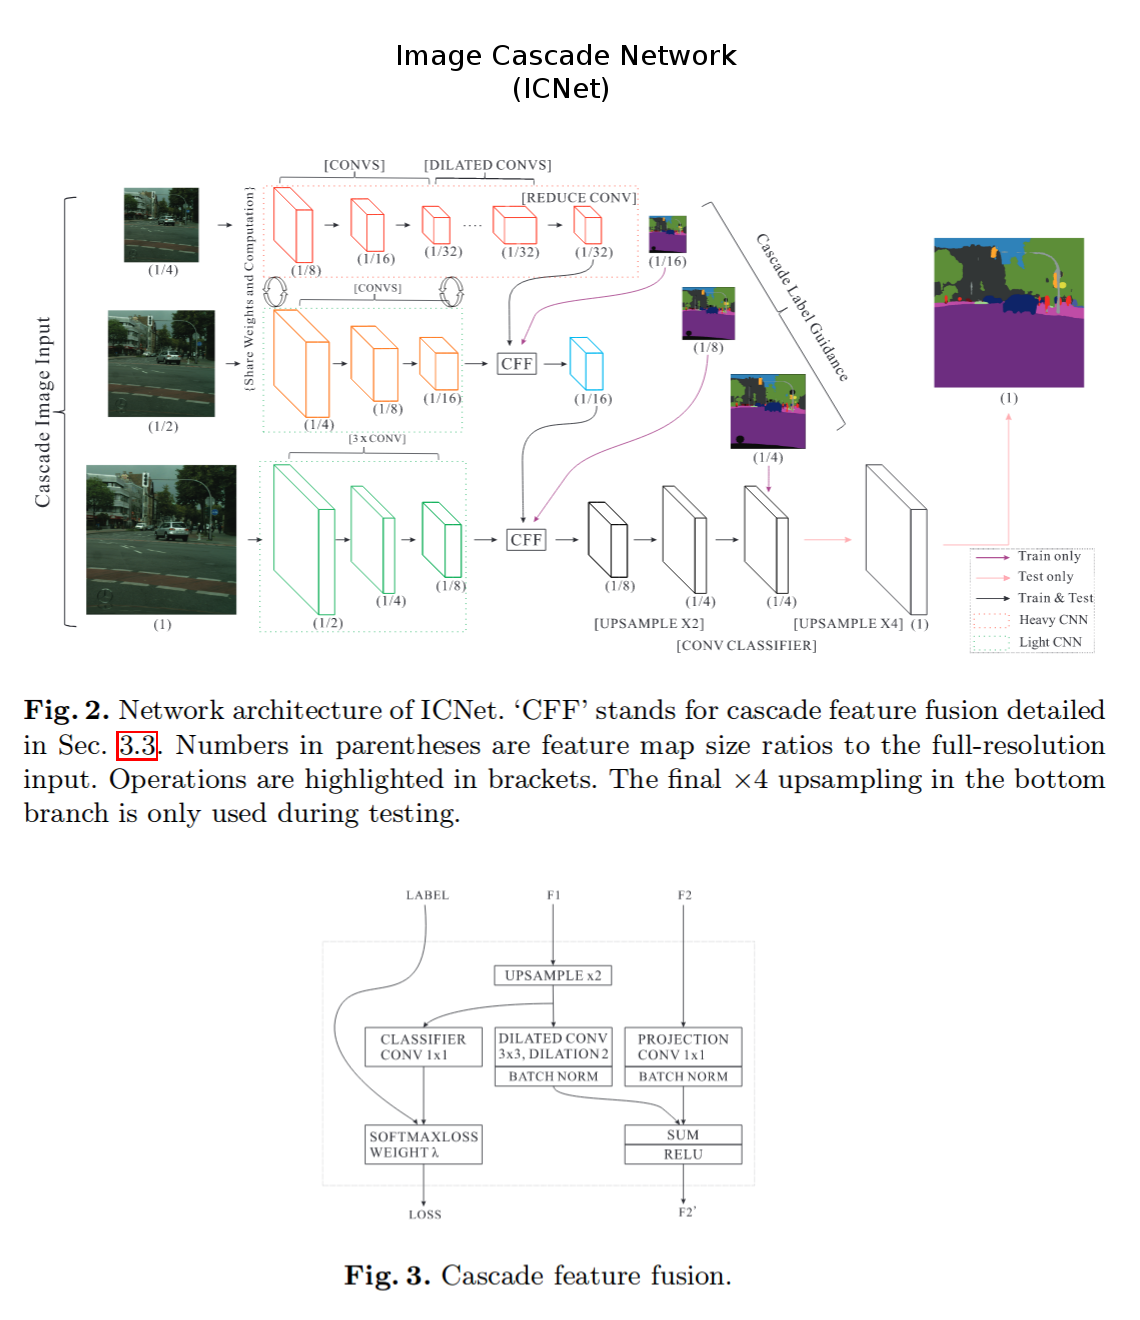 Image Cascade Network
(ICNet)
[CONVS]
[DILATED CONVS]
[REDUCE CONV]
(1/4)
(1/8)
(1/16)
(1/32)
(1/32)
(1/32)
(1/16)
{Share Weights and Computation}
Cascade Label Guidance
Cascade Image Input
[CONVS]
(1/2)
(1/4)
(1/8)
(1/16)
CFF
(1/16)
(1/8)
(1)
[3 x CONV]
(1)
(1/2)
(1/4)
(1/8)
CFF
(1/8)
(1/4)
(1/4)
(1/4)
[UPSAMPLE X2]
[CONV CLASSIFIER]
[UPSAMPLE X4]
(1)
Train only
Test only
Train & Test
Heavy CNN
Light CNN
Fig. 2. Network architecture of ICNet. ‘CFF’ stands for cascade feature fusion detailed
in Sec. 3.3. Numbers in parentheses are feature map size ratios to the full-resolution
input. Operations are highlighted in brackets. The final ×4 upsampling in the bottom
branch is only used during testing.
LABEL
F1
F2
UPSAMPLE x2
CLASSIFIER
CONV 1x1
DILATED CONV
3x3, DILATION 2
BATCH NORM
PROJECTION
CONV 1x1
BATCH NORM
SOFTMAXLOSS
WEIGHT λ
SUM
RELU
LOSS
F2'
Fig. 3. Cascade feature fusion.